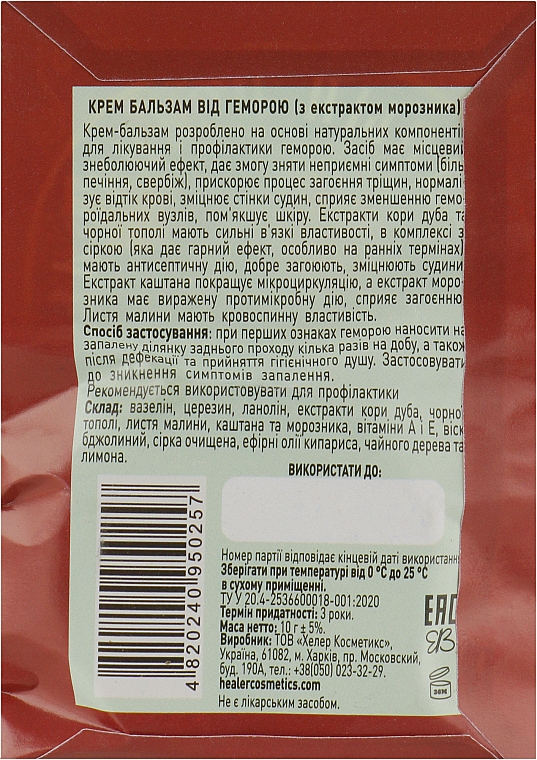 КРЕМ БАЛЬЗАМ ВІД ГЕМОРОЮ (з екстрактом морозника)
Крем-бальзам розроблено на основі натуральних компоненті
для лікування і профілактики геморою. Засіб має місцеви
знеболюючий ефект, дає змогу зняти неприємні симптоми (біль
печіння, свербіж), прискорює процес загоєння тріщин, нормалі
зує відтік крові, зміцнює стінки судин, сприяє зменшенню гемо
роїдальних вузлів, пом'якшує шкіру. Екстракти кори дуба та
чорної тополі мають сильні в'язкі властивості, в комплексі з
сіркою (яка дає гарний ефект, особливо на ранніх термінах)
мають антисептичну дію, добре загоюють, зміцнюють судини
Екстракт каштана покращує мікроциркуляцію, а екстракт моро
зника має виражену протимікробну дію, сприяє загоєнню
Листя малини мають кровоспинну властивість.
Спосіб застосування: при перших ознаках геморою наносити на
запалену ділянку заднього проходу кілька разів на добу, а також
після дефекації та прийняття гігієнічного душу. Застосовувати
до зникнення симптомів запалення.
Рекомендується використовувати для профілактики
Склад: вазелін, церезин, ланолін, екстракти кори дуба, чорно
тополі, листя малини, каштана та морозника, вітаміни А і Е, віск
бджолиний, сірка очищена, ефірні олії кипариса, чайного дерева та
лимона.
ВИКОРИСТАТИ ДО:
Номер партії відповідає кінцевій даті використанн
Зберігати при температурі від 0 °С до 25 °С
в сухому приміщенні.
ТУ У 20.4-2536600018-001:2020
Термін придатності: 3 роки.
Маса нетто: 10 г ± 5%.
Виробник: ТОВ «Хелер Косметикс»,
Україна, 61082, м. Харків, пр. Московский,
буд. 190А, тел.: +38(050) 023-32-29.
healercosmetics.com
Не є лікарським засобом.
4 820240 950257
EAC
36M